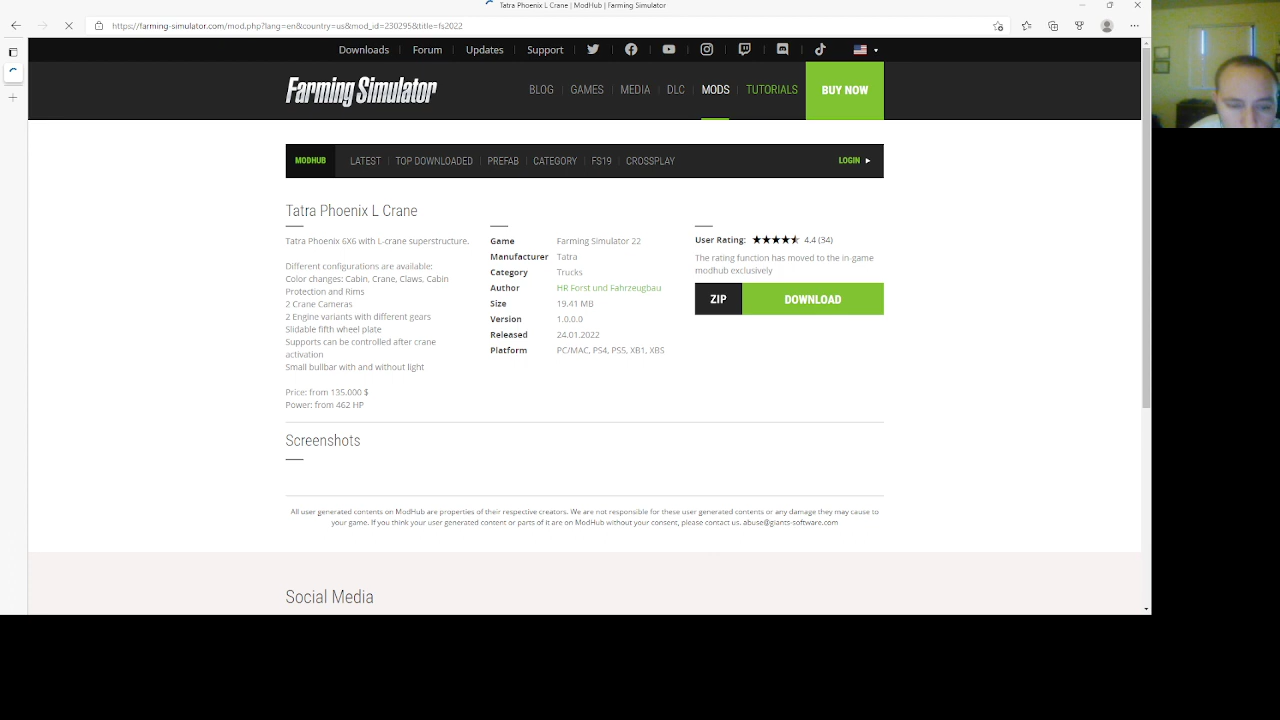 Tatra Phoenix L Crane | ModHub | Farming Simulator
https://farming-simulator.com/mod.php?lang=en&country=us&mod_id=230295&title=fs2022
Downloads Forum Updates Support
Farming Simulator
BLOG GAMES MEDIA DLC MODS TUTORIALS BUY NOW
MODHUB LATEST TOP DOWNLOADED PREFAB CATEGORY FS19 CROSSPLAY LOGIN
Tatra Phoenix L Crane
Tatra Phoenix 6X6 with L-crane superstructure.
Different configurations are available:
Color changes: Cabin, Crane, Claws, Cabin
Protection and Rims
2 Crane Cameras
2 Engine variants with different gears
Slidable fifth wheel plate
Supports can be controlled after crane
activation
Small bullbar with and without light
Price: from 135.000 $
Power: from 462 HP
Game Farming Simulator 22
Manufacturer Tatra
Category Trucks
Author HR Forst und Fahrzeugbau
Size 19.41 MB
Version 1.0.0.0
Released 24.01.2022
Platform PC/MAC, PS4, PS5, XB1, XBS
User Rating: 4.4 (34)
The rating function has moved to the in-game
modhub exclusively
ZIP DOWNLOAD
Screenshots
All user generated contents on ModHub are properties of their respective creators. We are not responsible for these user generated contents or any damage they may cause to
your game. If you think your user generated content or parts of it are on ModHub without your consent, please contact us. abuse@giants-software.com
Social Media